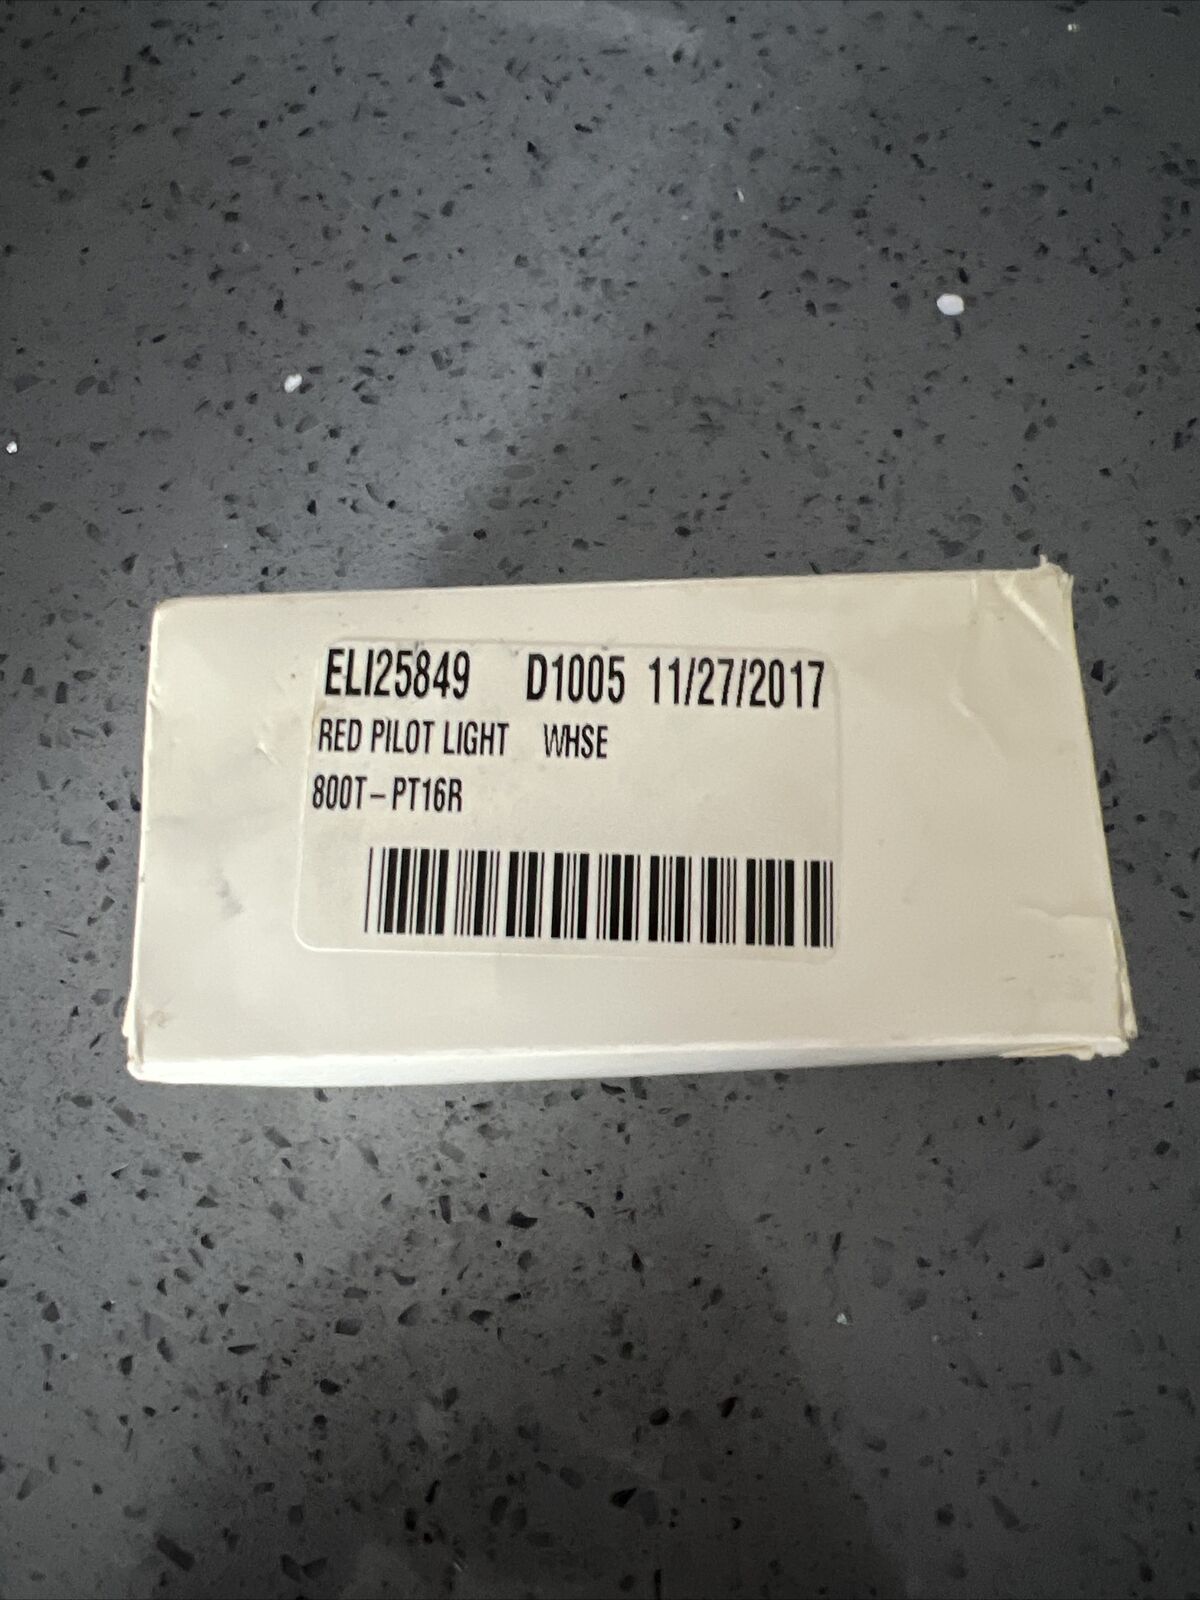 ELI25849 D1005 11/27/2017
RED PILOT LIGHT WHSE
800T-PT16R